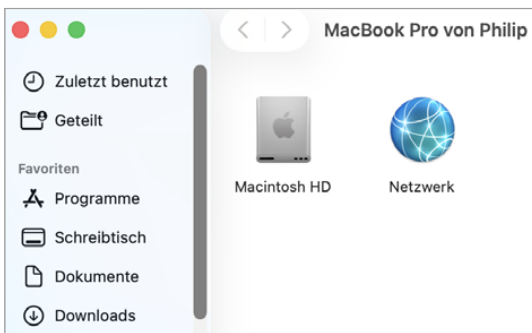 MacBook Pro von Philip
Zuletzt benutzt
Geteilt
Favoriten
Programme
Schreibtisch
Dokumente
Downloads
Macintosh HD
Netzwerk